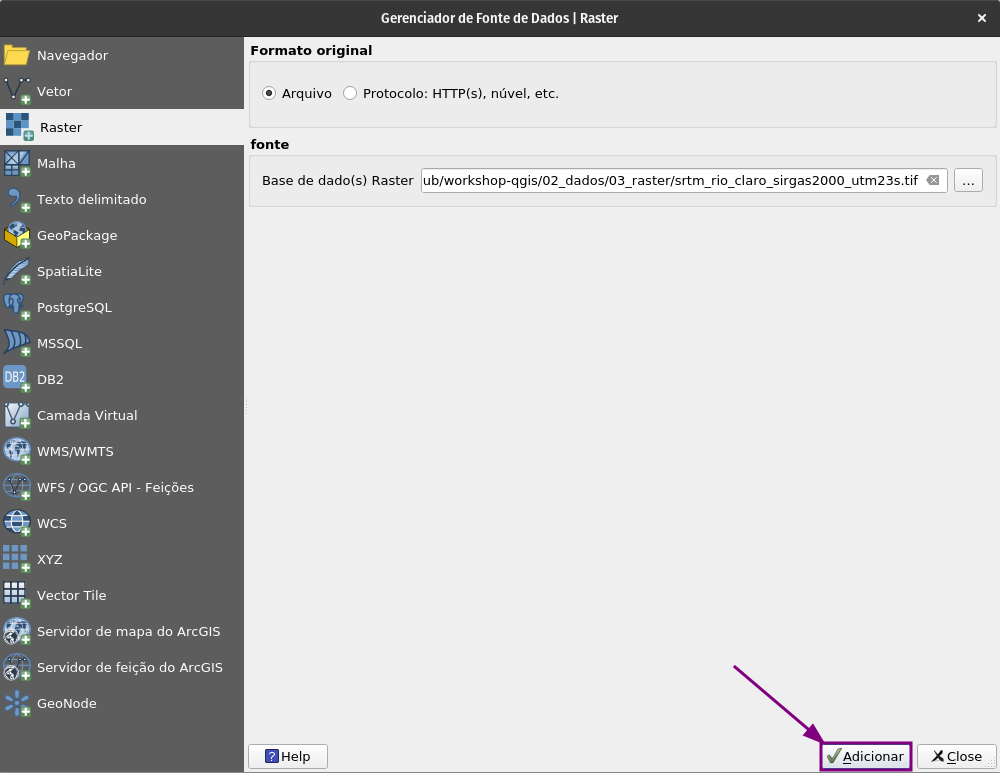 Gerenciador de Fonte de Dados | Raster
Navegador
Vetor
Raster
Malha
Texto delimitado
GeoPackage
SpatiaLite
PostgreSQL
MSSQL
DB2
DB2
Camada Virtual
WMS/WMTS
WFS / OGC API - Feições
WCS
XYZ
Vector Tile
Servidor de mapa do ArcGIS
Servidor de feição do ArcGIS
GeoNode
Formato original
Arquivo Protocolo: HTTP(s), núvel, etc.
fonte
Base de dado(s) Raster ub/workshop-qgis/02_dados/03_raster/srtm_rio_claro_sirgas2000_utm23s.tif ...
? Help Adicionar Close